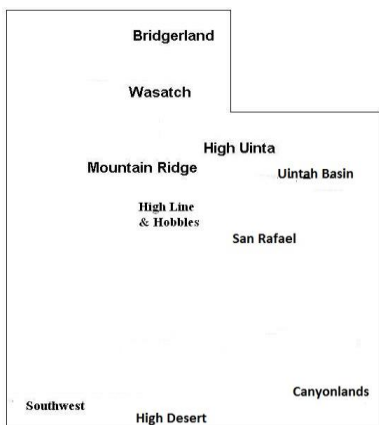 Bridgerland
Wasatch
High Uinta
Mountain Ridge
Uintah Basin
High Line
& Hobbles
San Rafael
Canyonlands
Southwest
High Desert